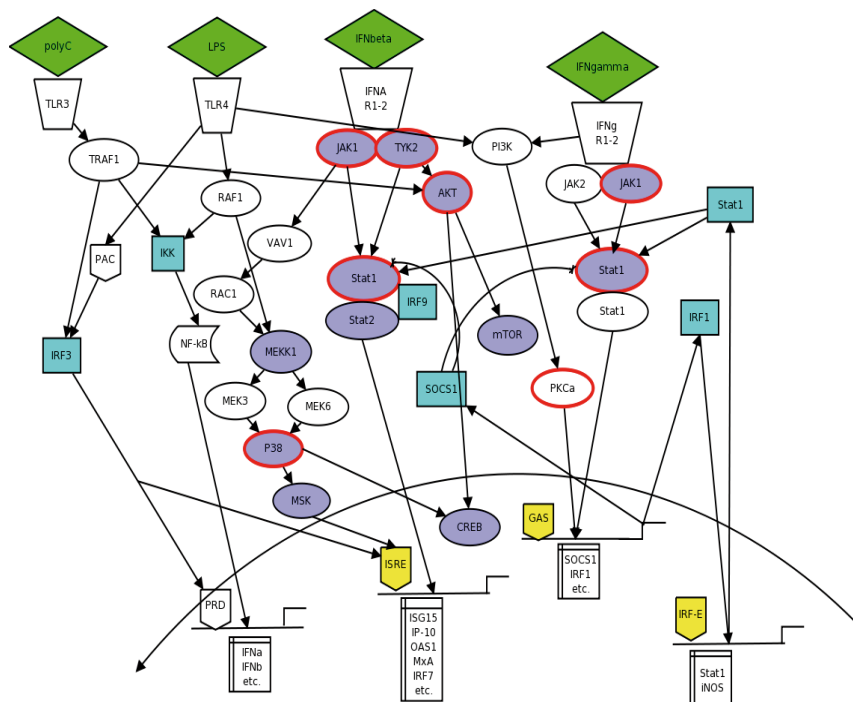 polyC
LPS
IFNbeta
IFNgamma
TLR3
TLR4
IFNA
R1-2
IFNg
R1-2
TRAF1
JAK1
TYK2
PI3K
RAF1
AKT
JAK2
JAK1
Stat1
PAC
IKK
VAV1
RAC1
Stat1
IRF9
Stat2
Stat1
Stat1
IRF1
IRF3
NF-kB
MEKK1
mTOR
MEK3
MEK6
SOCS1
PKCa
P38
MSK
CREB
GAS
ISRE
SOCS1
IRF1
etc.
PRD
IRF-E
IFNa
IFNb
etc.
ISG15
IP-10
OAS1
MxA
IRF7
etc.
Stat1
iNOS